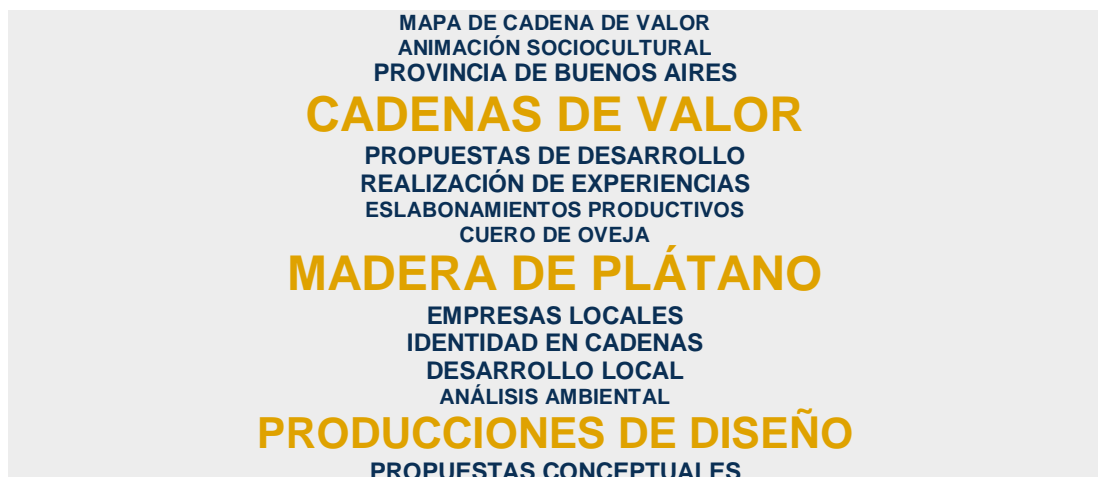 MAPA DE CADENA DE VALOR
ANIMACIÓN SOCIOCULTURAL
PROVINCIA DE BUENOS AIRES
CADENAS DE VALOR
PROPUESTAS DE DESARROLLO
REALIZACIÓN DE EXPERIENCIAS
ESLABONAMIENTOS PRODUCTIVOS
CUERO DE OVEJA
MADERA DE PLÁTANO
EMPRESAS LOCALES
IDENTIDAD EN CADENAS
DESARROLLO LOCAL
ANÁLISIS AMBIENTAL
PRODUCCIONES DE DISEÑO
PROPUESTAS CONCEPTUALES